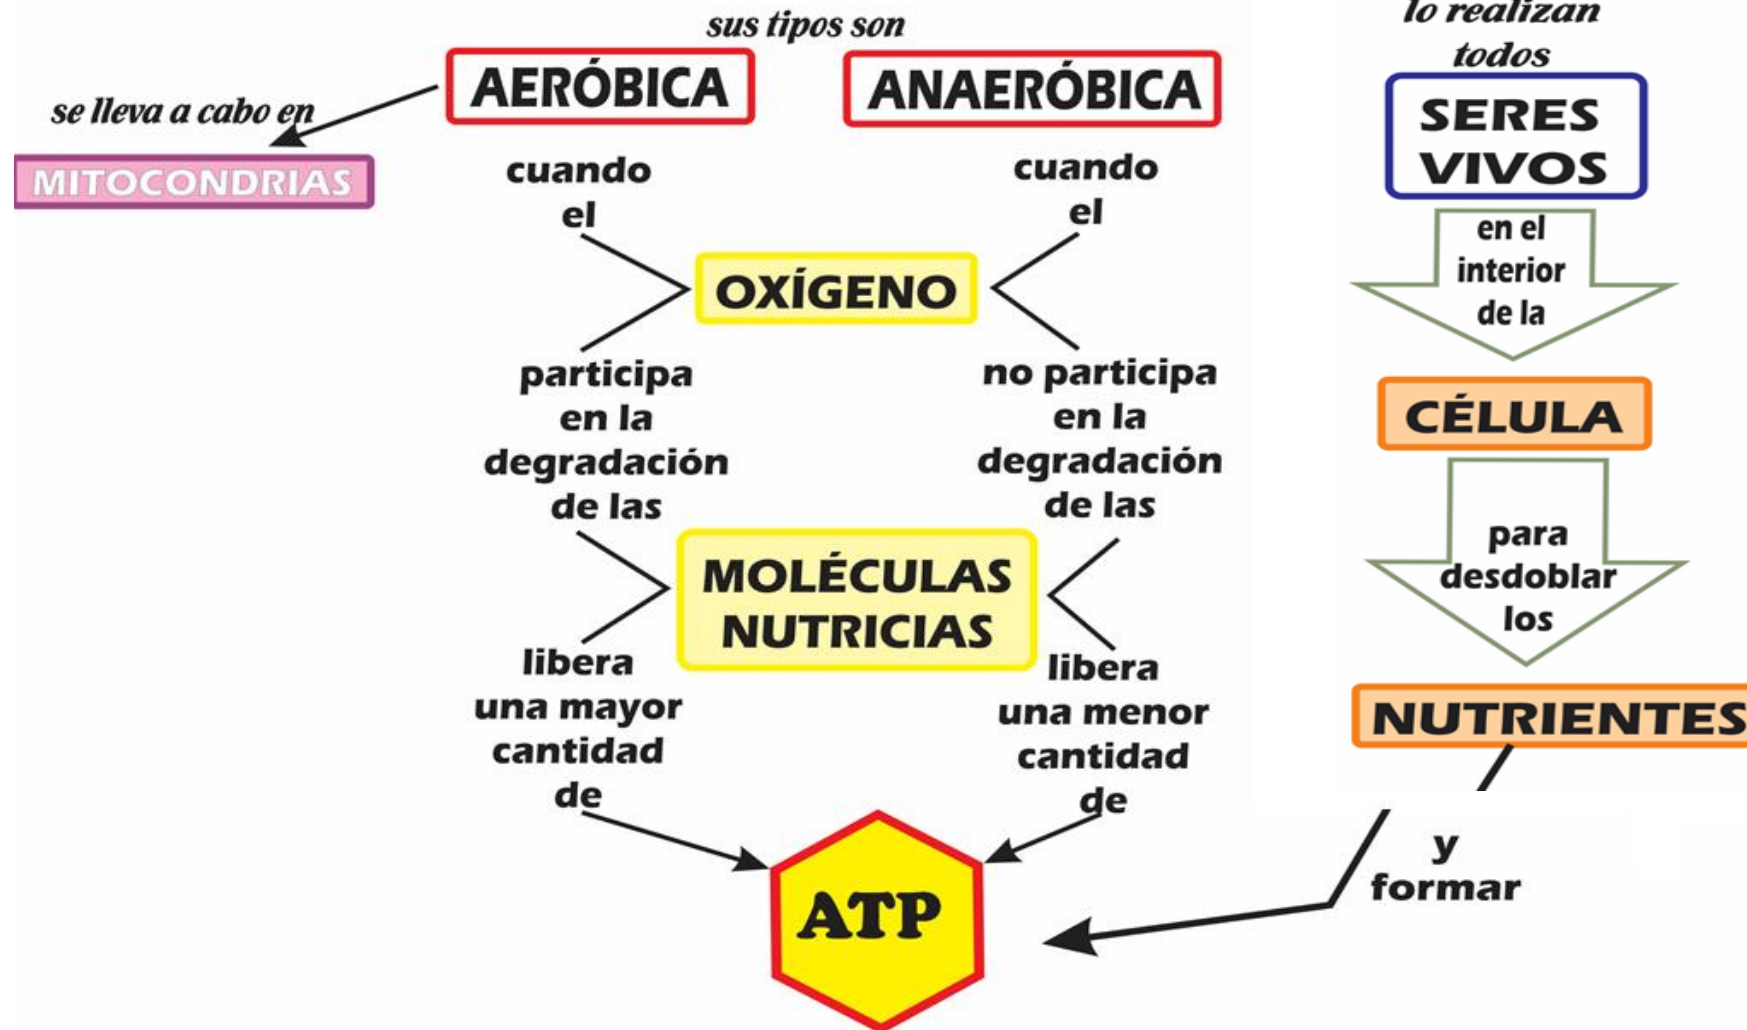 sus tipos son
AERÓBICA
ANAERÓBICA
se lleva a cabo en
MITOCONDRIAS
cuando
el
cuando
el
OXÍGENO
participa
en la
degradación
de las
no participa
en la
degradación
de las
MOLÉCULAS
NUTRICIAS
libera
una mayor
cantidad
de
libera
una menor
cantidad
de
ATP
lo realizan
todos
SERES
VIVOS
en el
interior
de la
CÉLULA
para
desdoblar
los
NUTRIENTES
y
formar